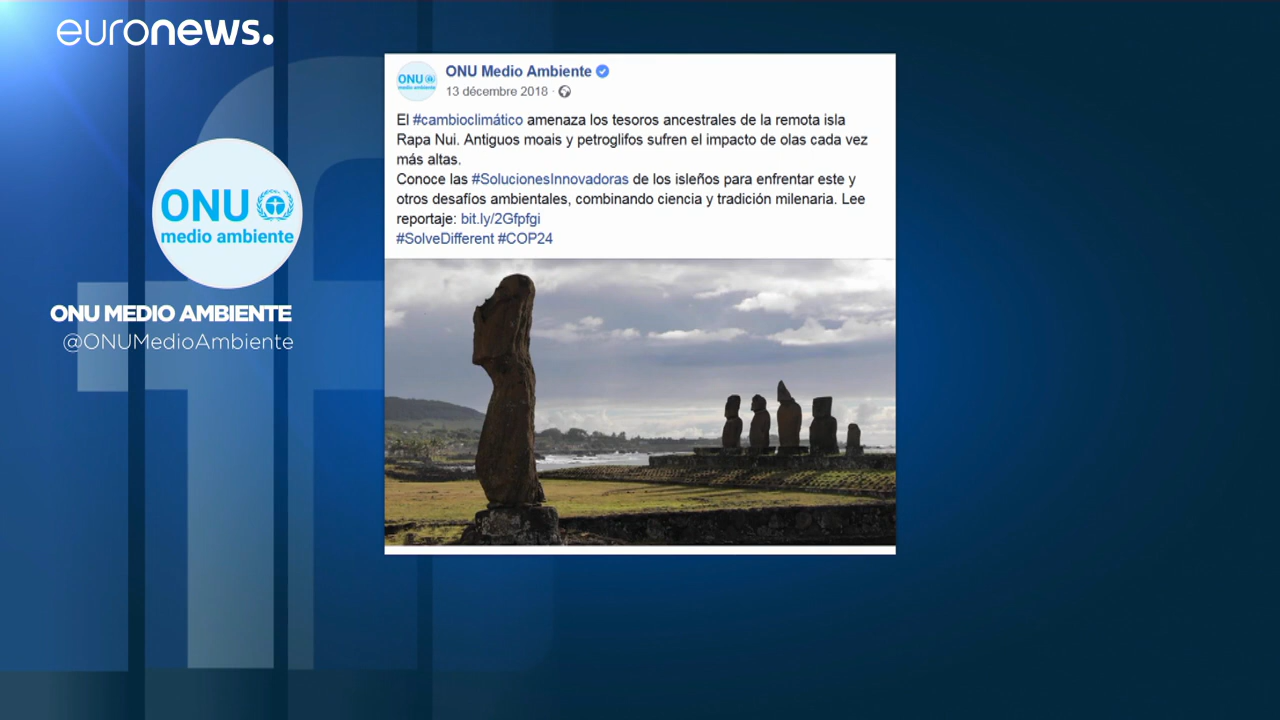 euronews.
ONU
medio ambiente
ONU MEDIO AMBIENTE
@ONUMedioAmbiente
ONU
medio ambiente
ONU Medio Ambiente
13 décembre 2018 ·
El #cambioclimático amenaza los tesoros ancestrales de la remota isla
Rapa Nui. Antiguos moais y petroglifos sufren el impacto de olas cada vez
más altas.
Conoce las #SolucionesInnovadoras de los isleños para enfrentar este y
otros desafíos ambientales, combinando ciencia y tradición milenaria. Lee
reportaje: bit.ly/2Gfpfgi
#SolveDifferent #COP24